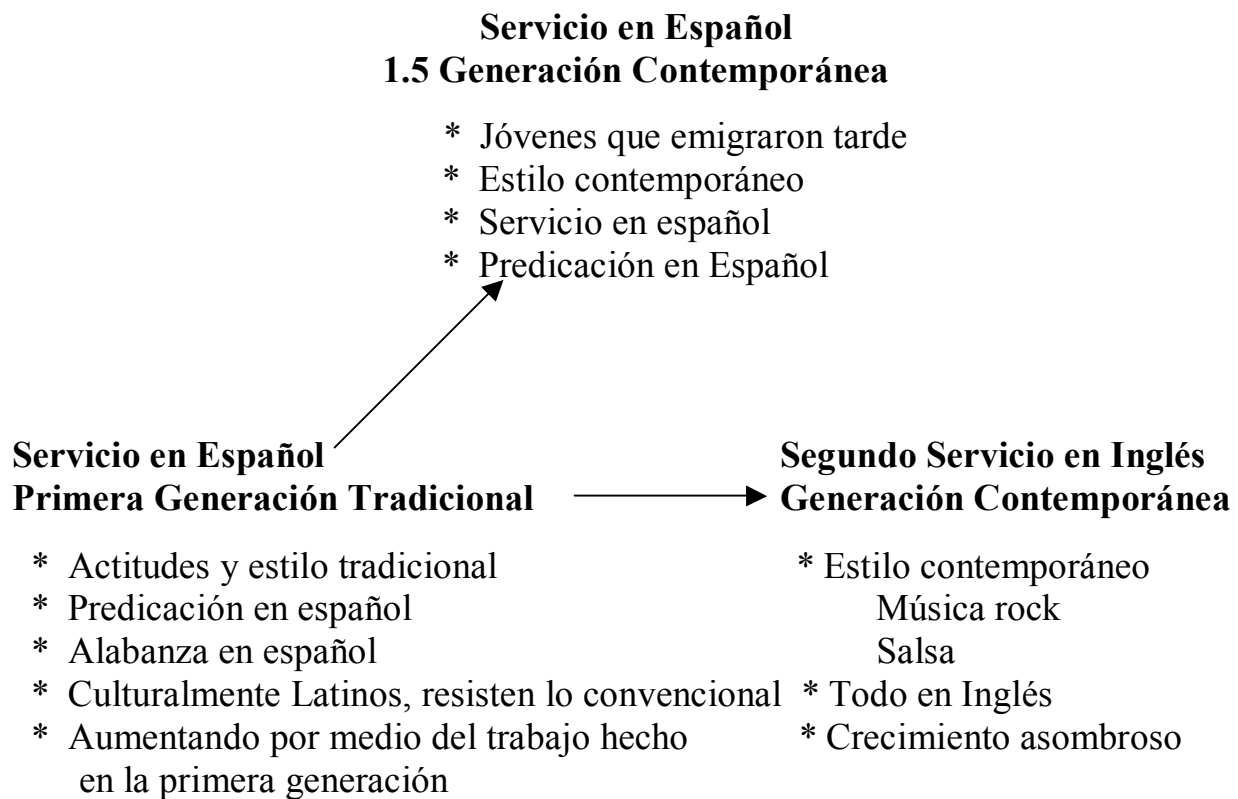 Servicio en Español
1.5 Generación Contemporánea
* Jóvenes que emigraron tarde
* Estilo contemporáneo
* Servicio en español
* Predicación en Español
Servicio en Español
Primera Generación Tradicional
* Actitudes y estilo tradicional
* Predicación en español
* Alabanza en español
* Culturalmente Latinos, resisten lo convencional
* Aumentando por medio del trabajo hecho
en la primera generación
Segundo Servicio en Inglés
Generación Contemporánea
* Estilo contemporáneo
Música rock
Salsa
* Todo en Inglés
* Crecimiento asombroso